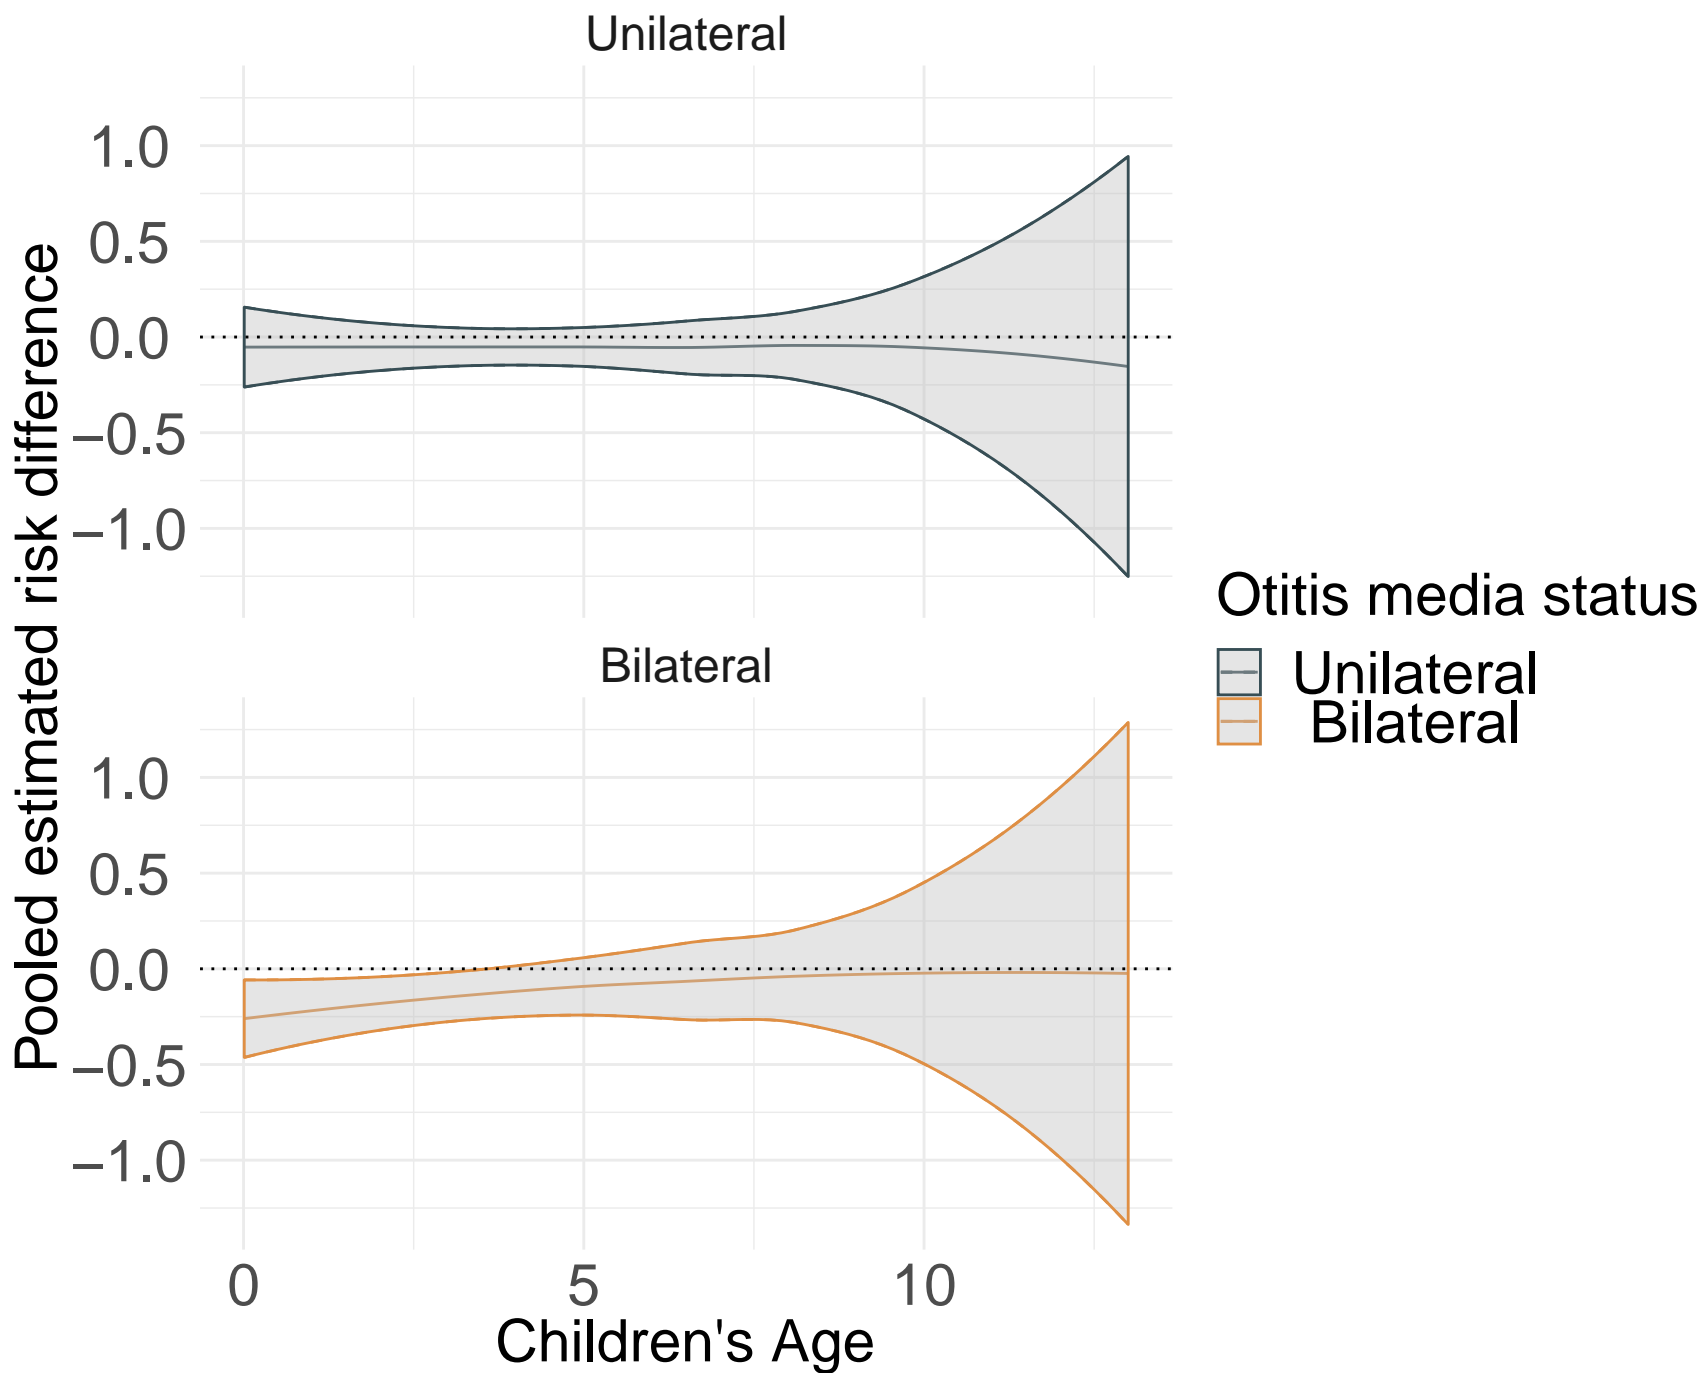 Unilateral
1.0
0.5
0.0
−0.5
−1.0
Pooled estimated risk difference
Bilateral
1.0
0.5
0.0
−0.5
−1.0
0 5 10
Children's Age
Otitis media status
Unilateral
Bilateral